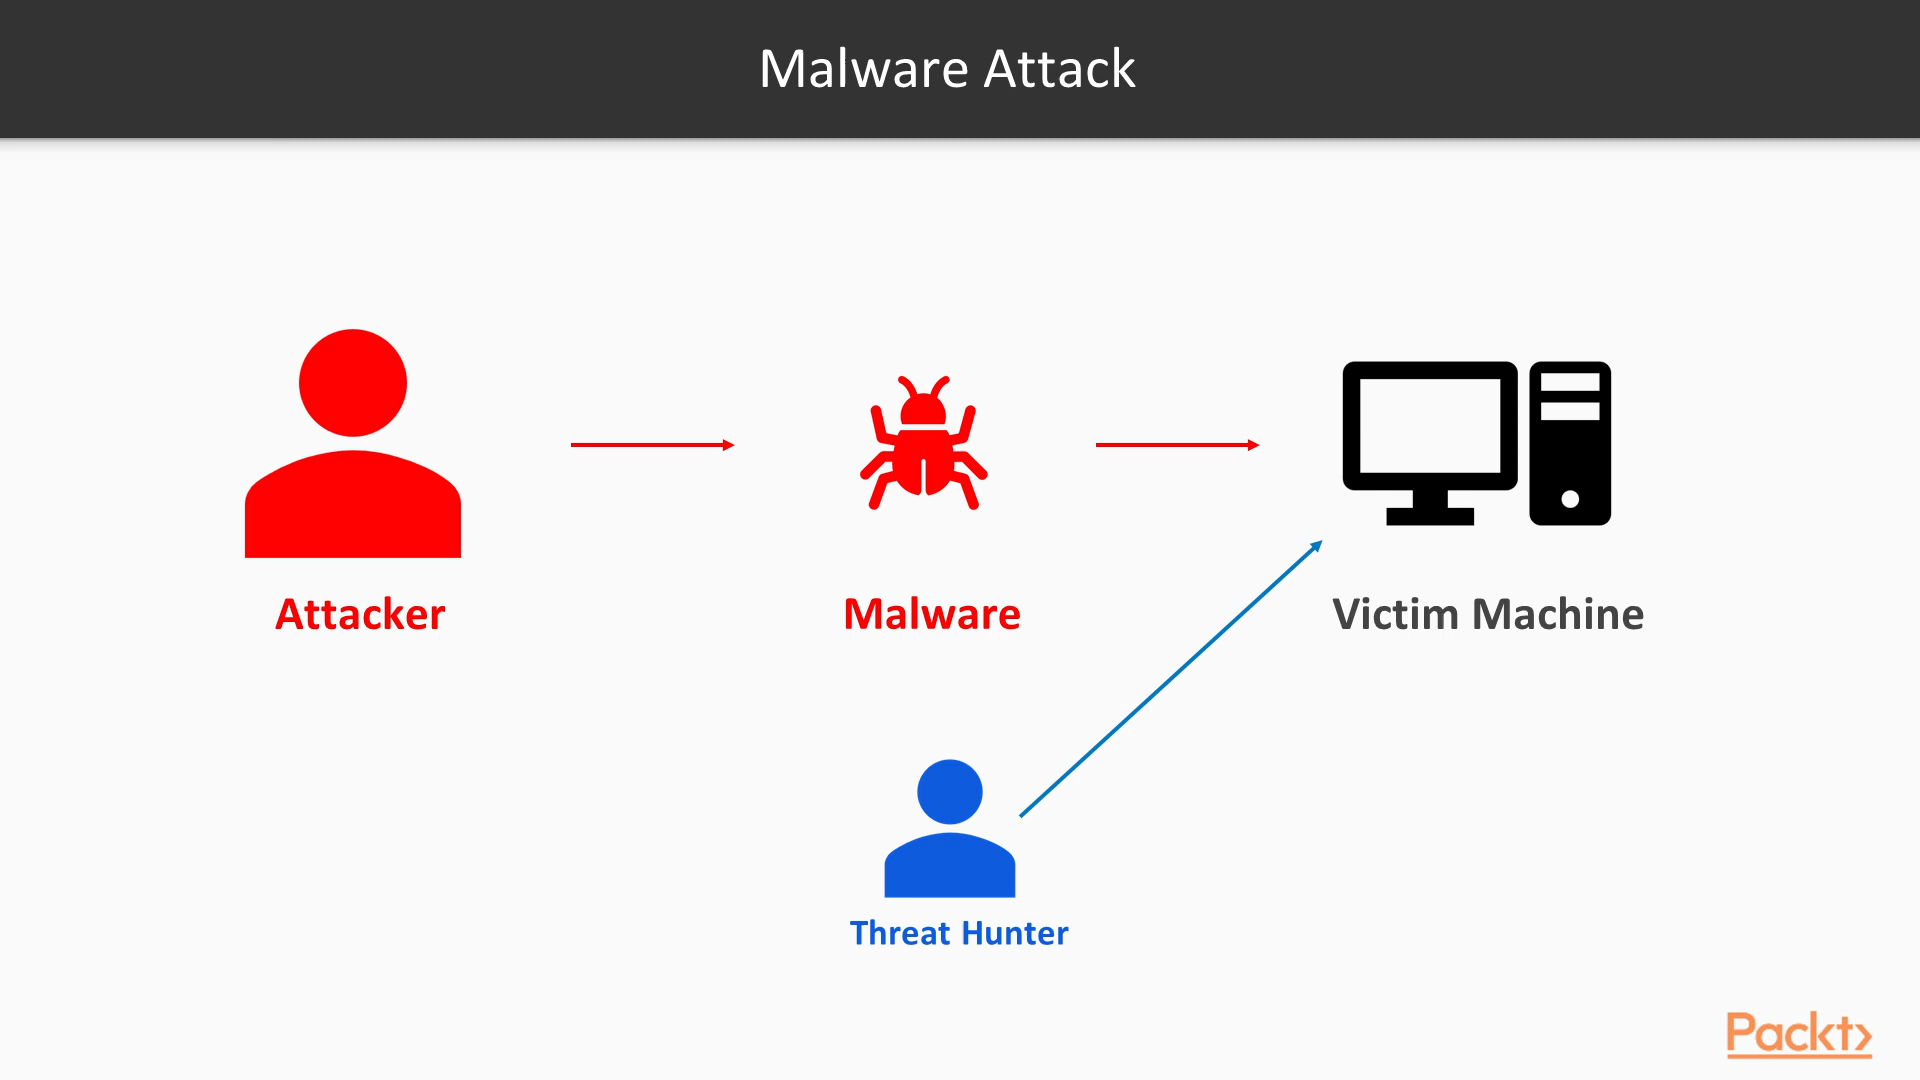 Malware Attack
Attacker
Malware
Victim Machine
Threat Hunter
Packt